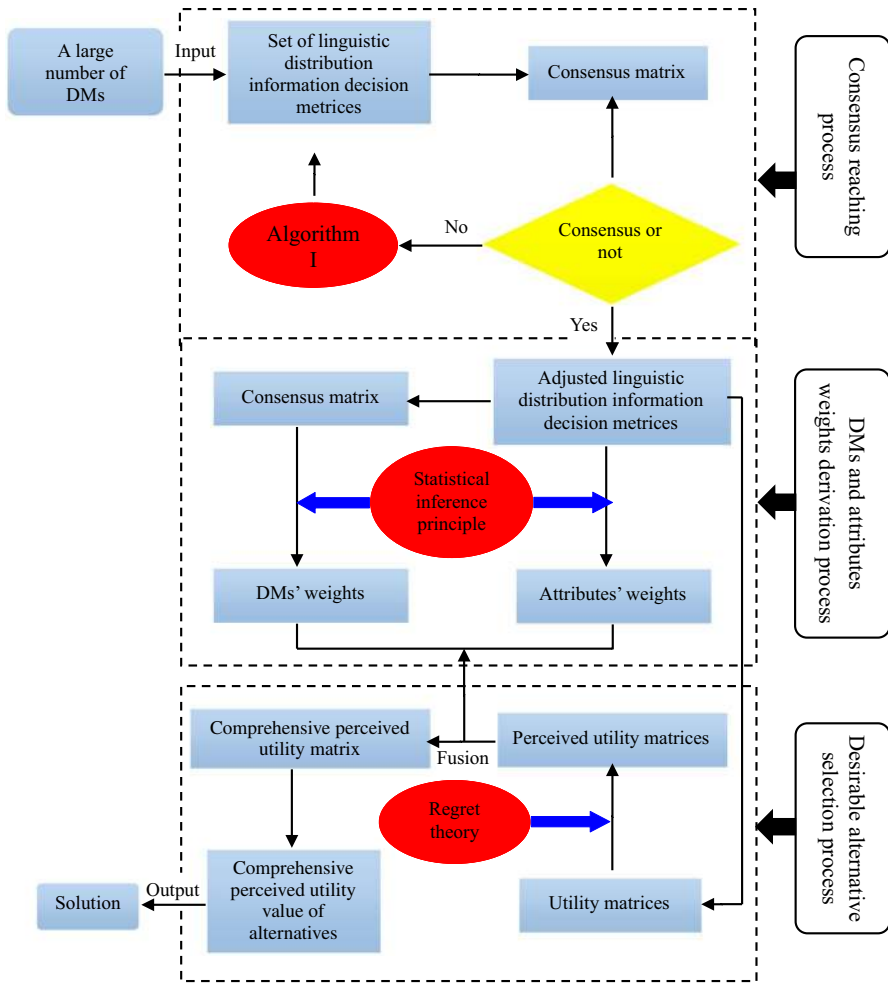 A large
number of
DMs
Input
Set of linguistic
distribution
information decision
metrices
Consensus matrix
Consensus reaching
process
Algorithm
I
No
Consensus or
not
Yes
Consensus matrix
Adjusted linguistic
distribution information
decision metrices
DMs and attributes
weights derivation process
Statistical
inference
principle
DMs’ weights
Attributes’ weights
Comprehensive perceived
utility matrix
Fusion
Perceived utility matrices
Desirable alternative
selection process
Regret
theory
Solution
Output
Comprehensive
perceived utility
value of
alternatives
Utility matrices